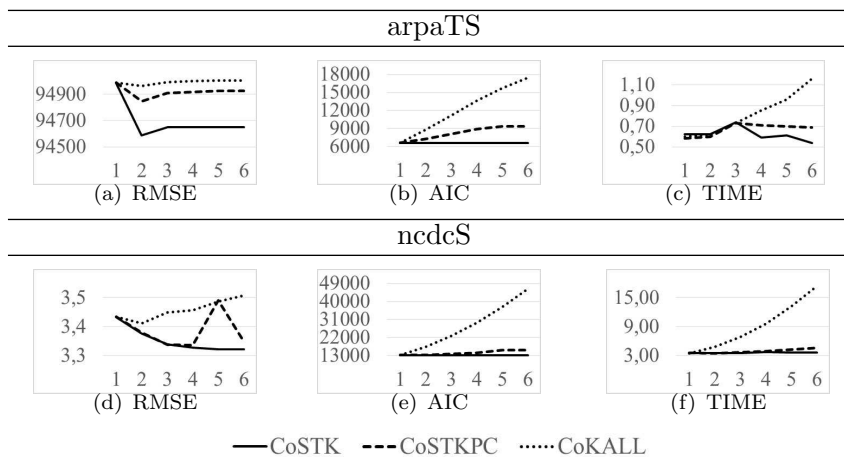 arpaTS
94900
94700
94500
1 2 3 4 5 6
(a) RMSE
18000
15000
12000
9000
6000
1 2 3 4 5 6
(b) AIC
1,10
0,90
0,70
0,50
1 2 3 4 5 6
(c) TIME
ncdcS
3,5
3,4
3,3
1 2 3 4 5 6
(d) RMSE
49000
40000
31000
22000
13000
1 2 3 4 5 6
(e) AIC
15,00
9,00
3,00
1 2 3 4 5 6
(f) TIME
CoSTK CoSTKPC CoKALL